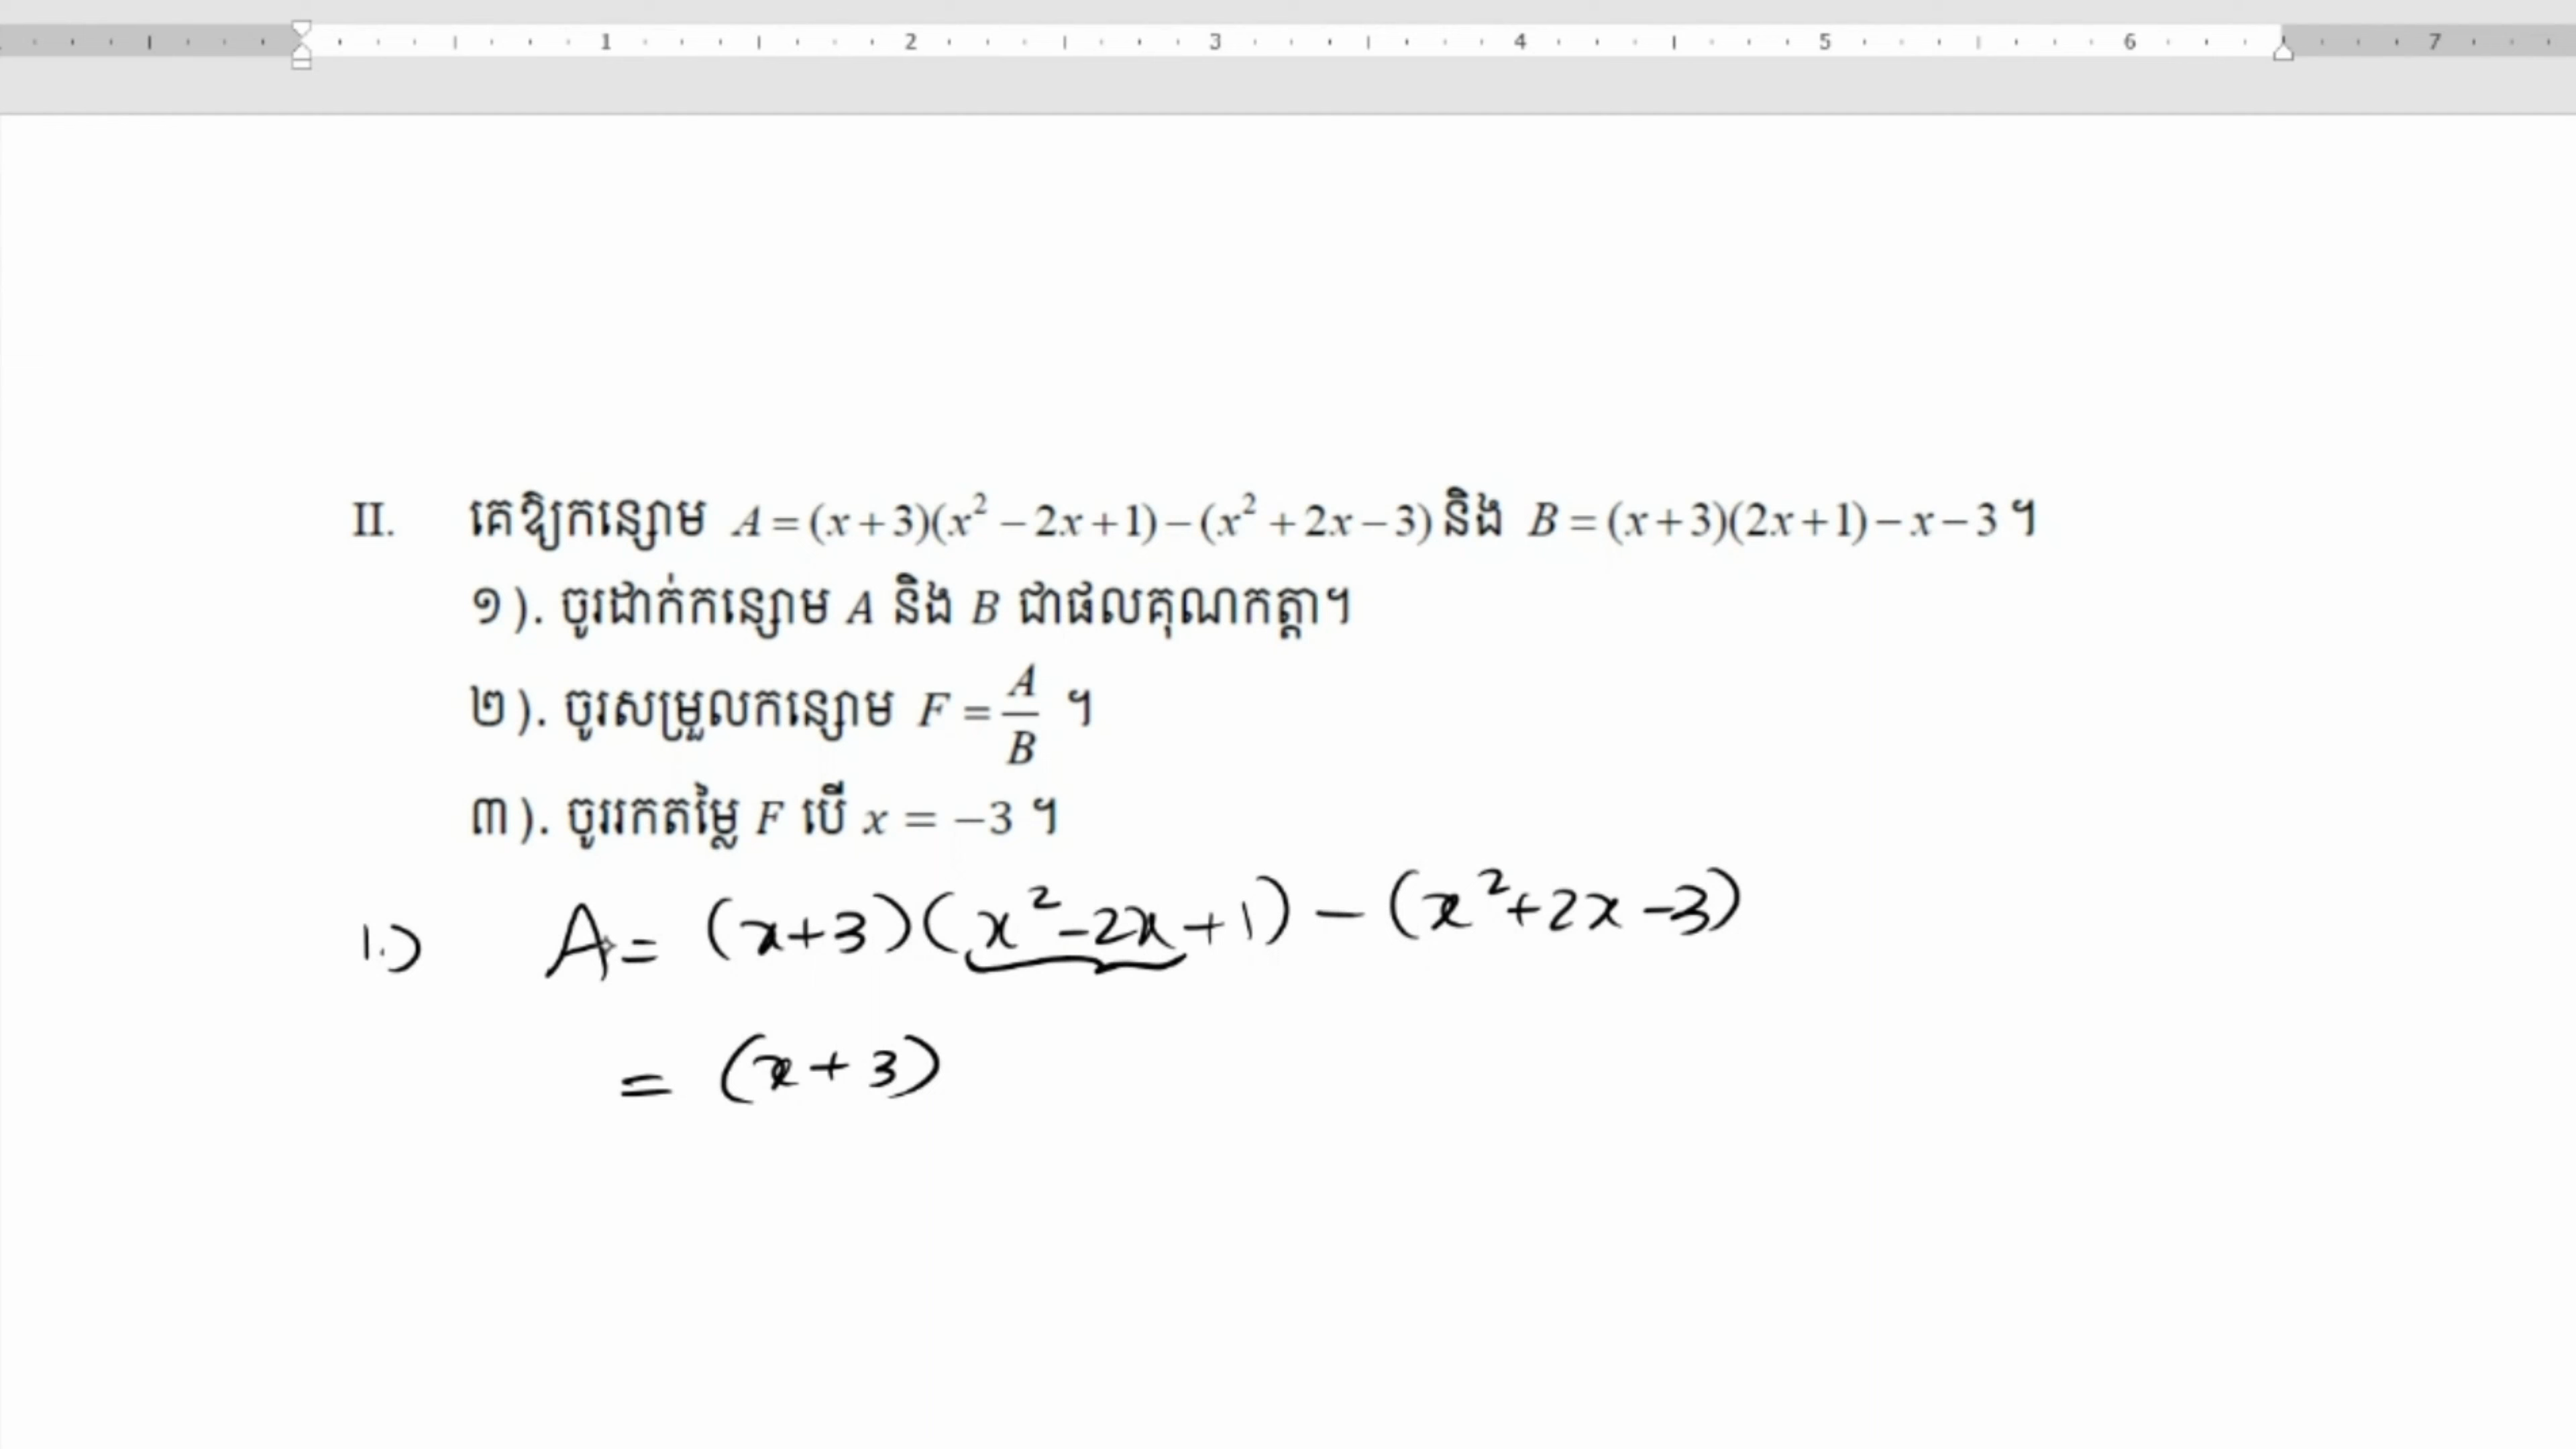 1 2 3 4 5 6 7
II. គេឱ្យកន្សោម A = (x + 3)(x² − 2x + 1) − (x² + 2x − 3) និង B = (x + 3)(2x + 1) − x − 3 ។
១). ចូរដាក់កន្សោម A និង B ជាផលគុណកត្តា។
២). ចូរសម្រួលកន្សោម F = A/B ។
៣). ចូររកតម្លៃ F បើ x = −3 ។
1.) A = (x+3)(x²−2x+1) − (x²+2x−3)
= (x+3)